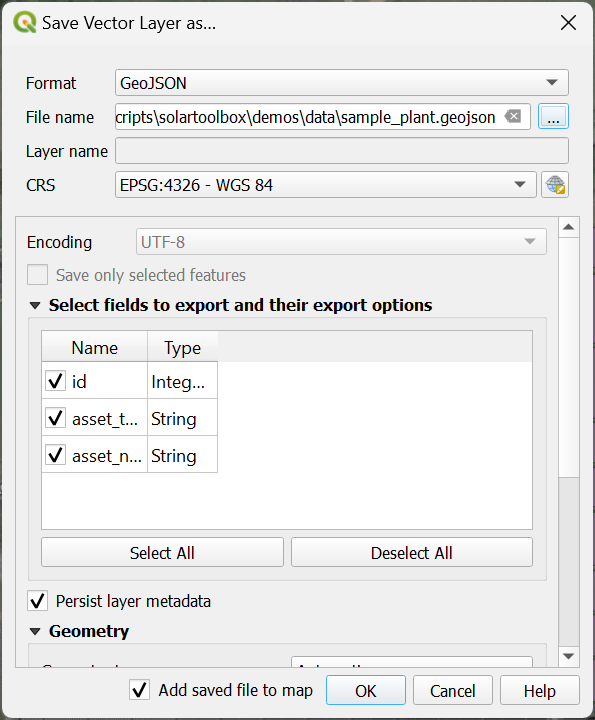 Save Vector Layer as...
Format GeoJSON
File name cripts\solartoolbox\demos\data\sample_plant.geojson ...
Layer name
CRS EPSG:4326 - WGS 84
Encoding UTF-8
Save only selected features
Select fields to export and their export options
Name Type
id Integ...
asset_t... String
asset_n... String
Select All Deselect All
Persist layer metadata
Geometry
Add saved file to map OK Cancel Help